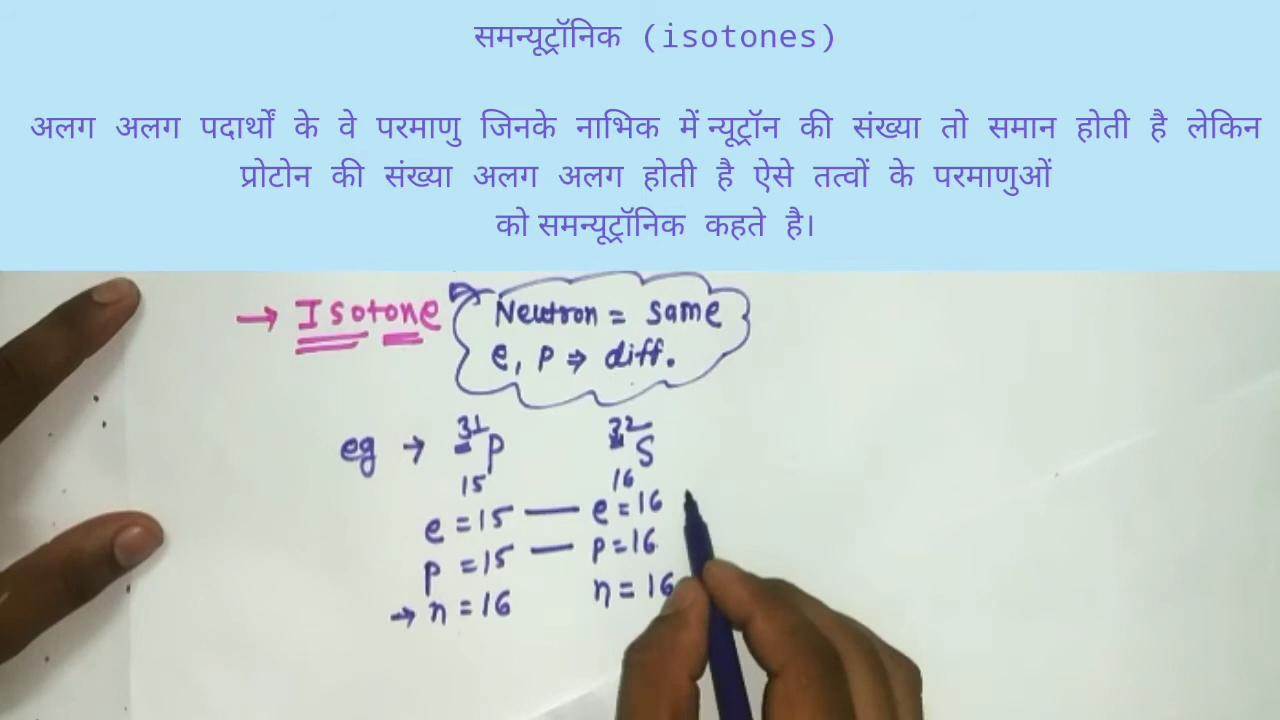 समन्यूट्रॉनिक (isotones)
अलग अलग पदार्थों के वे परमाणु जिनके नाभिक में न्यूट्रॉन की संख्या तो समान होती है लेकिन
प्रोटोन की संख्या अलग अलग होती है ऐसे तत्वों के परमाणुओं
को समन्यूट्रॉनिक कहते है।
→ Isotone
Neutron = same
e, p ⇒ diff.
eg → 31 P 15 32 S 16
e = 15 — e = 16
p = 15 — p = 16
→ n = 16 n = 16